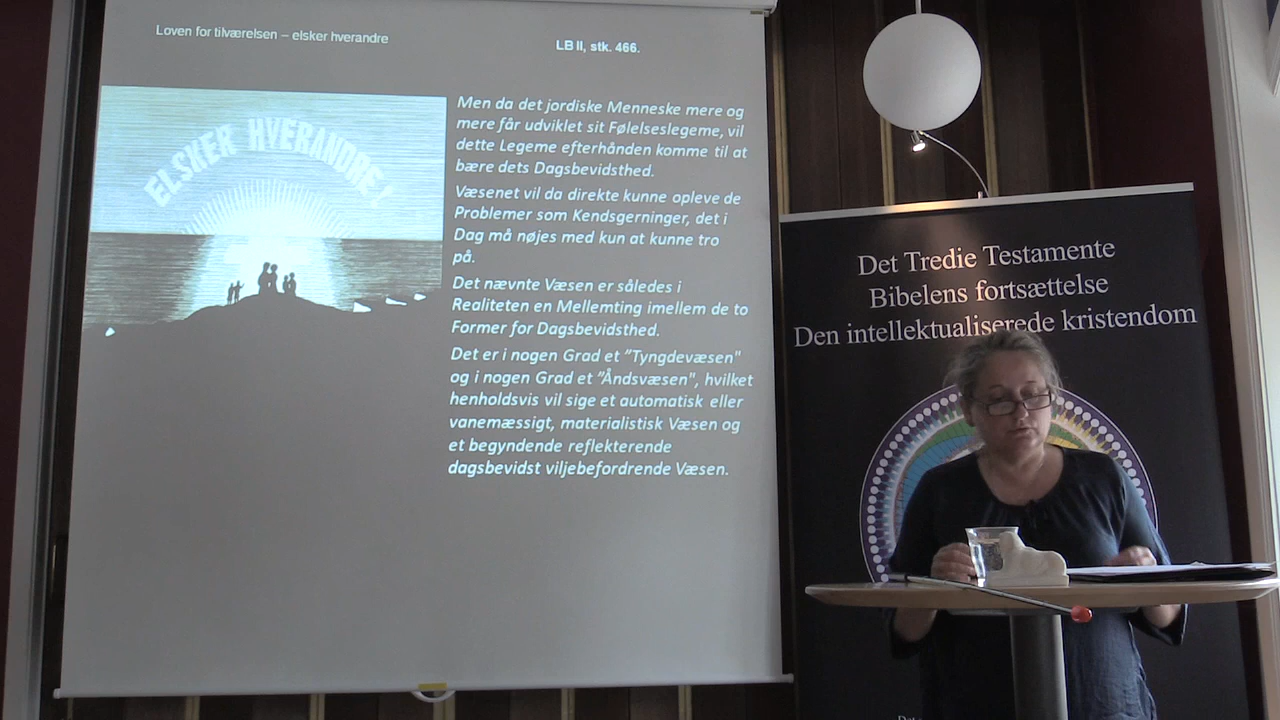 Loven for tilværelsen – elsker hverandre
LB II, stk. 466.
ELSKER HVERANDRE!
Men da det jordiske Menneske mere og
mere får udviklet sit Følelseslegeme, vil
dette Legeme efterhånden komme til at
bære dets Dagsbevidsthed.
Væsenet vil da direkte kunne opleve de
Problemer som Kendsgerninger, det i
Dag må nøjes med kun at kunne tro
på.
Det nævnte Væsen er således i
Realiteten en Mellemting imellem de to
Former for Dagsbevidsthed.
Det er i nogen Grad et ”Tyngdevæsen"
og i nogen Grad et ”Åndsvæsen", hvilket
henholdsvis vil sige et automatisk eller
vanemæssigt, materialistisk Væsen og
et begyndende reflekterende
dagsbevidst viljebefordrende Væsen.
Det Tredie Testamente
Bibelens fortsættelse
Den intellektualiserede kristendom